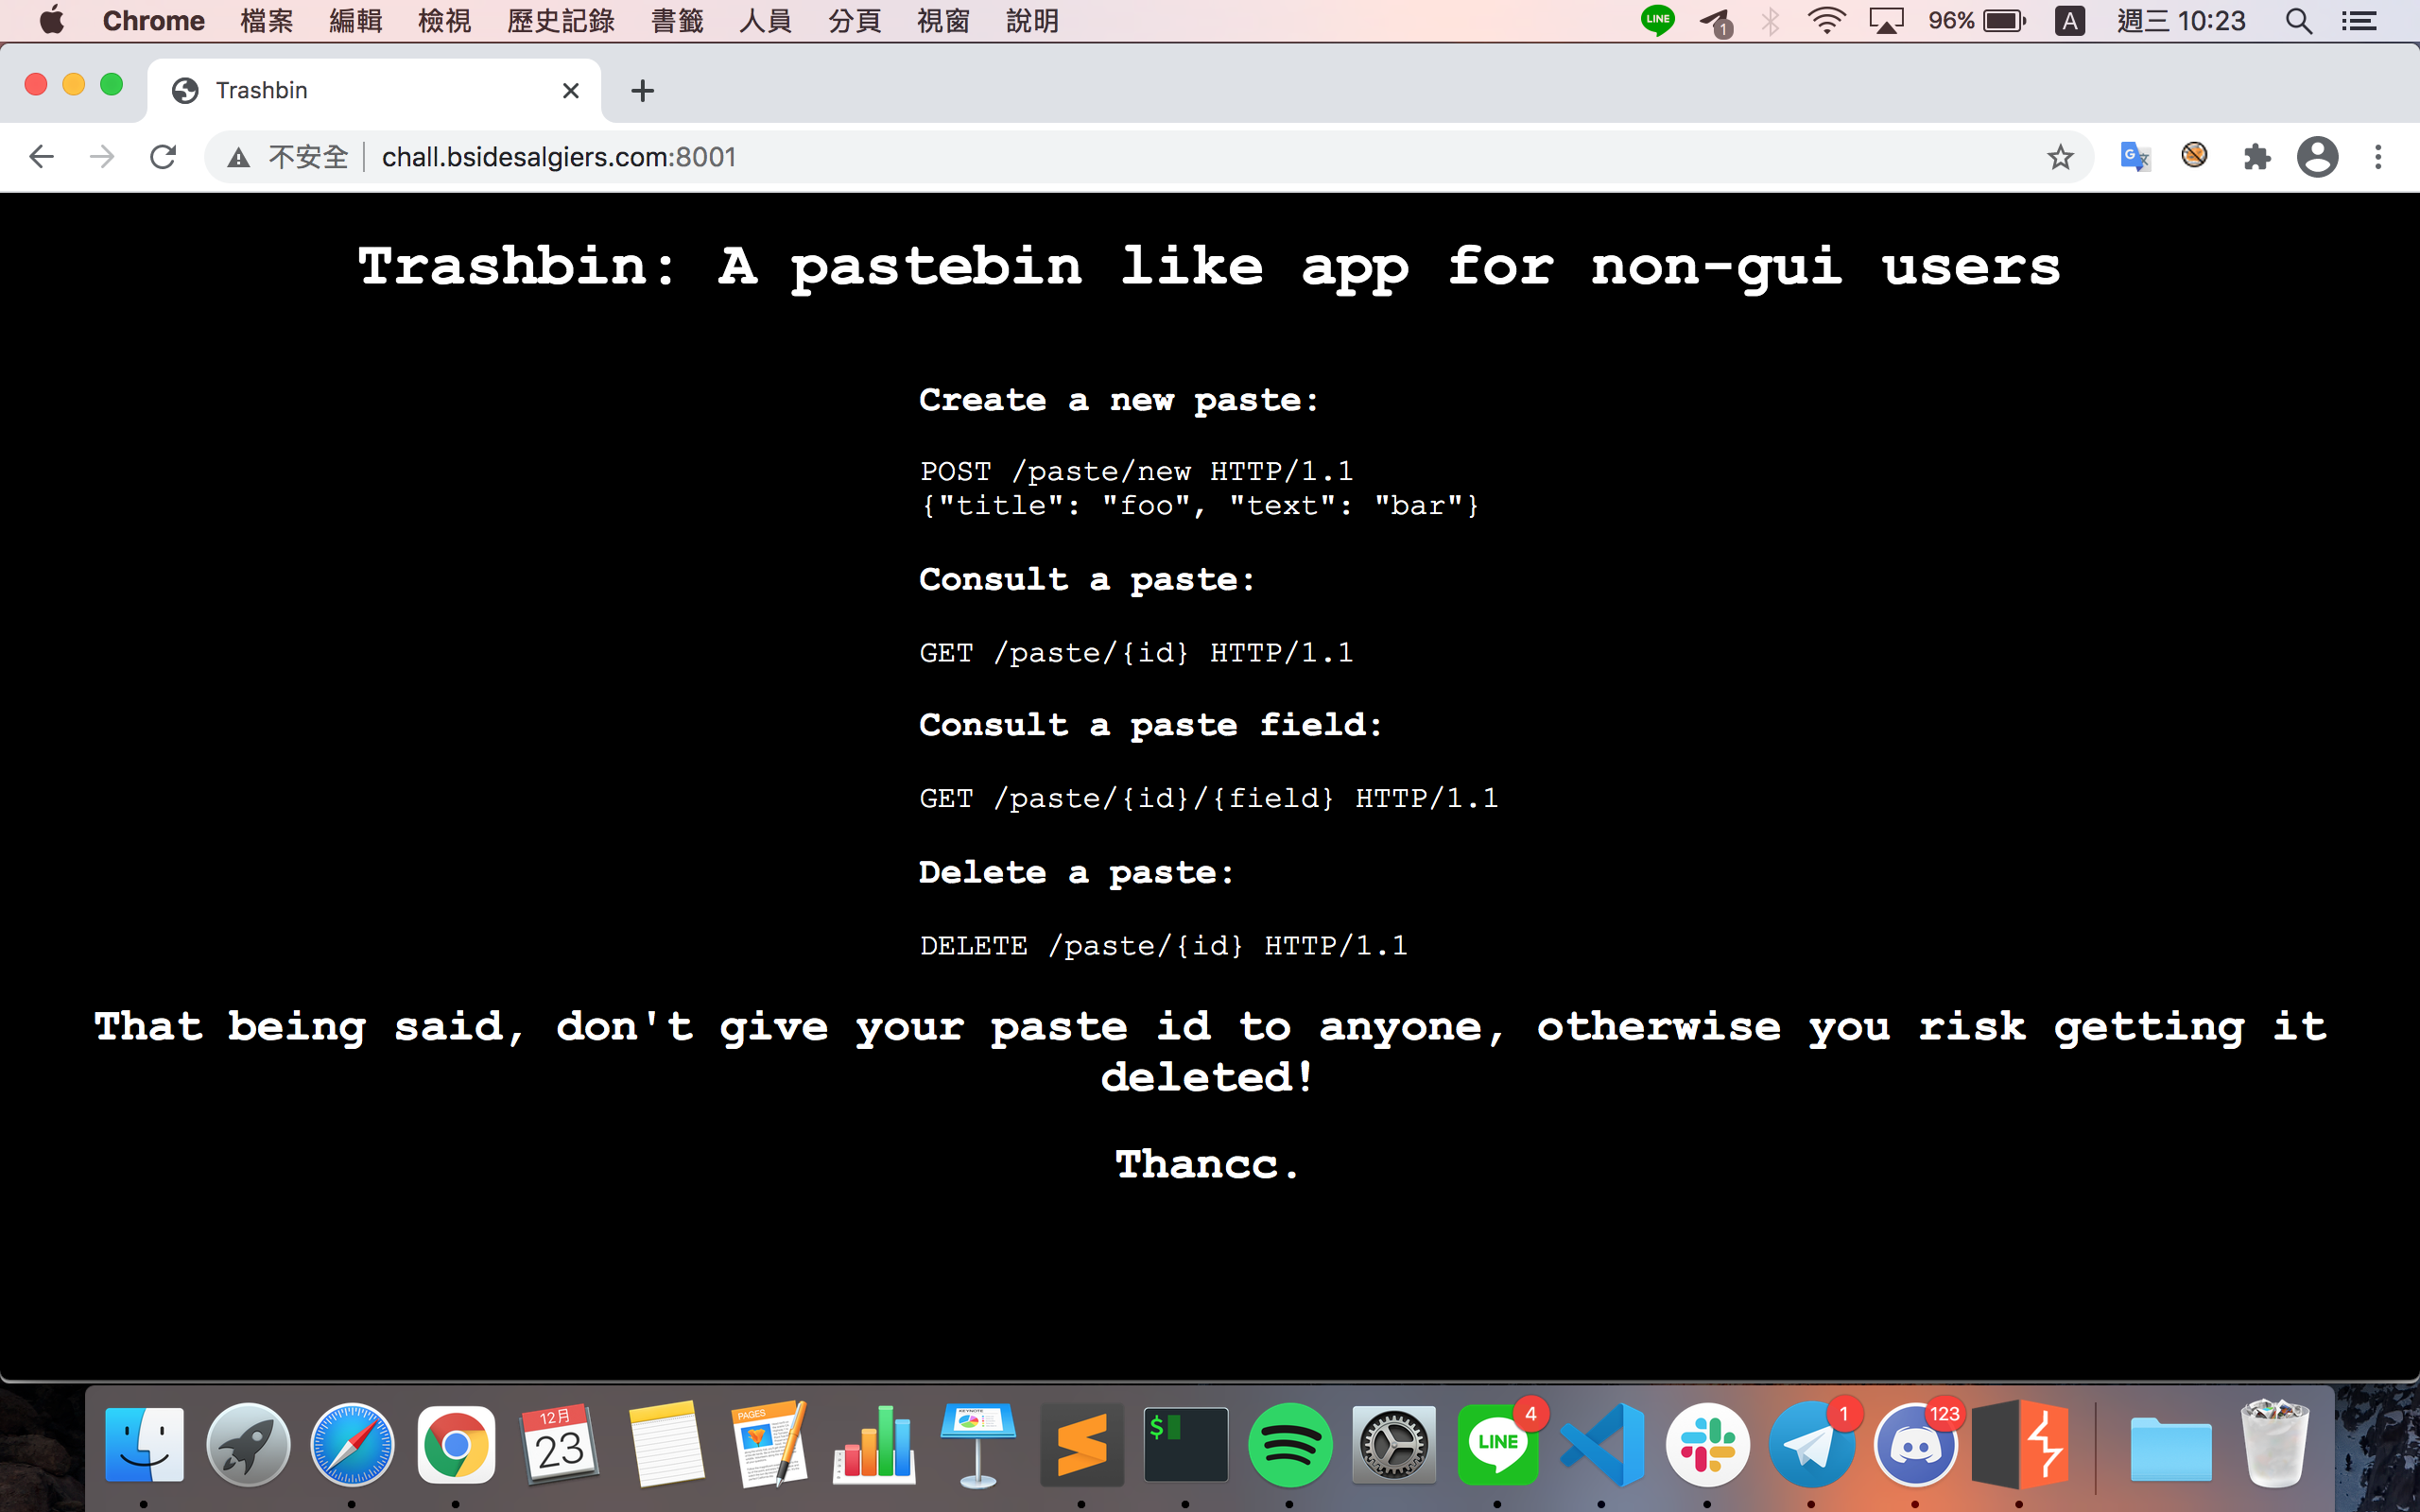 Chrome 檔案 編輯 檢視 歷史記錄 書籤 人員 分頁 視窗 說明 LINE 1 96% A 週三 10:23
Trashbin
不安全 chall.bsidesalgiers.com:8001
Trashbin: A pastebin like app for non-gui users
Create a new paste:
POST /paste/new HTTP/1.1
{"title": "foo", "text": "bar"}
Consult a paste:
GET /paste/{id} HTTP/1.1
Consult a paste field:
GET /paste/{id}/{field} HTTP/1.1
Delete a paste:
DELETE /paste/{id} HTTP/1.1
That being said, don't give your paste id to anyone, otherwise you risk getting it
deleted!
Thancc.
12月
23
PAGES
KEYNOTE
$
LINE
4
1
123